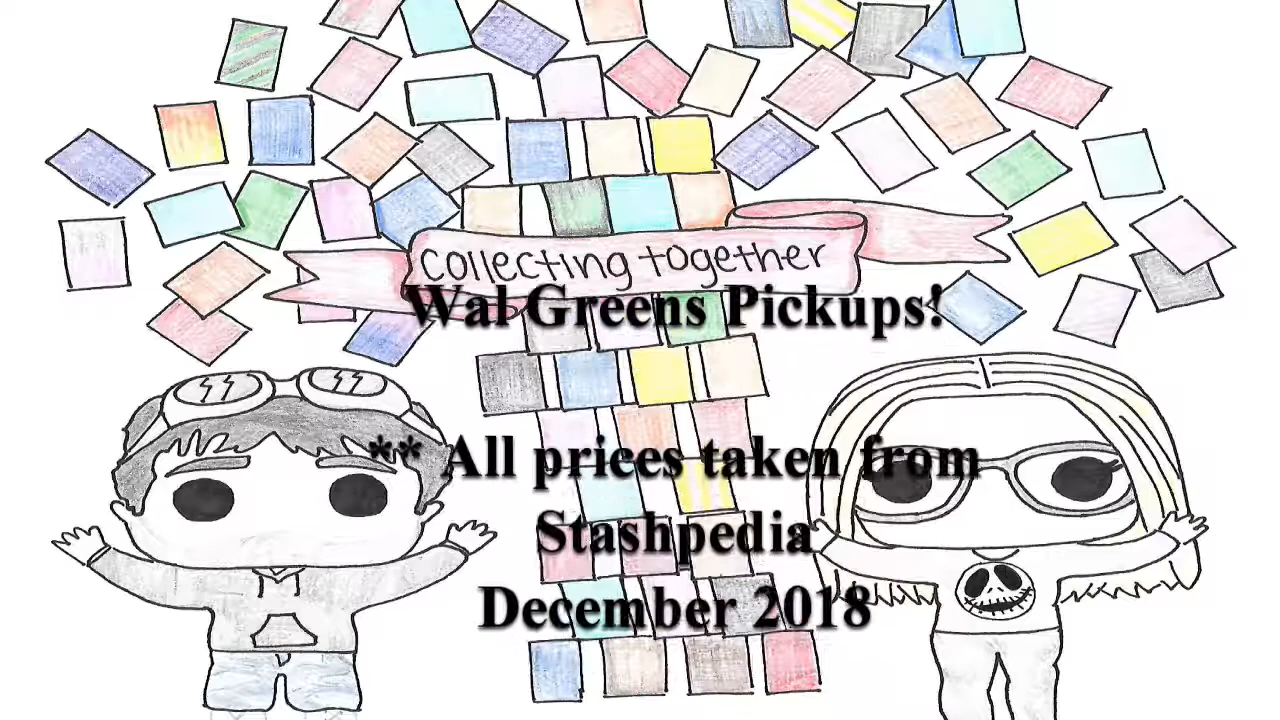 collecting together
Wal Greens Pickups!
** All prices taken from
Stashpedia
December 2018